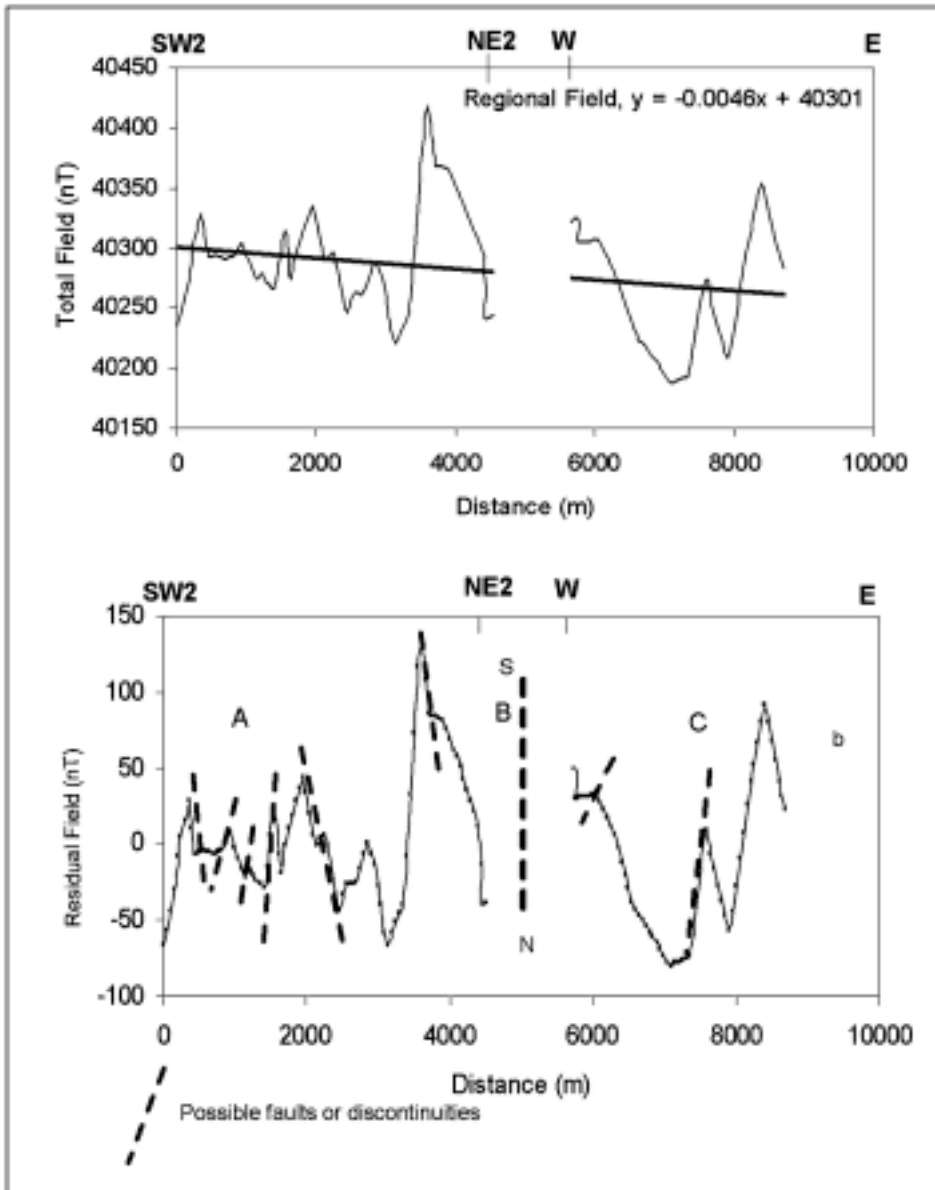 SW2 NE2 W E
Regional Field, y = -0.0046x + 40301
40450
40400
40350
40300
40250
40200
40150
Total Field (nT)
0 2000 4000 6000 8000 10000
Distance (m)
SW2 NE2 W E
150
100
50
0
-50
-100
Residual Field (nT)
A
S
B
N
C
b
0 2000 4000 6000 8000 10000
Distance (m)
Possible faults or discontinuities